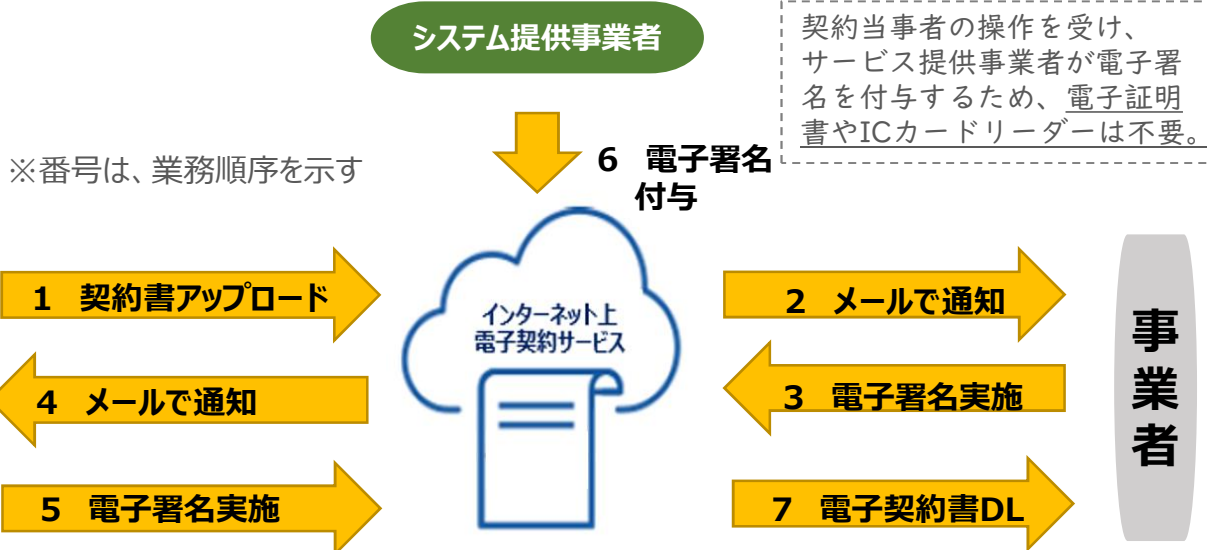 システム提供事業者
契約当事者の操作を受け、
サービス提供事業者が電子署
名を付与するため、電子証明
書やICカードリーダーは不要。
※番号は、業務順序を示す
6 電子署名
付与
1 契約書アップロード
2 メールで通知
インターネット上
電子契約サービス
3 電子署名実施
4 メールで通知
5 電子署名実施
7 電子契約書DL
事業者